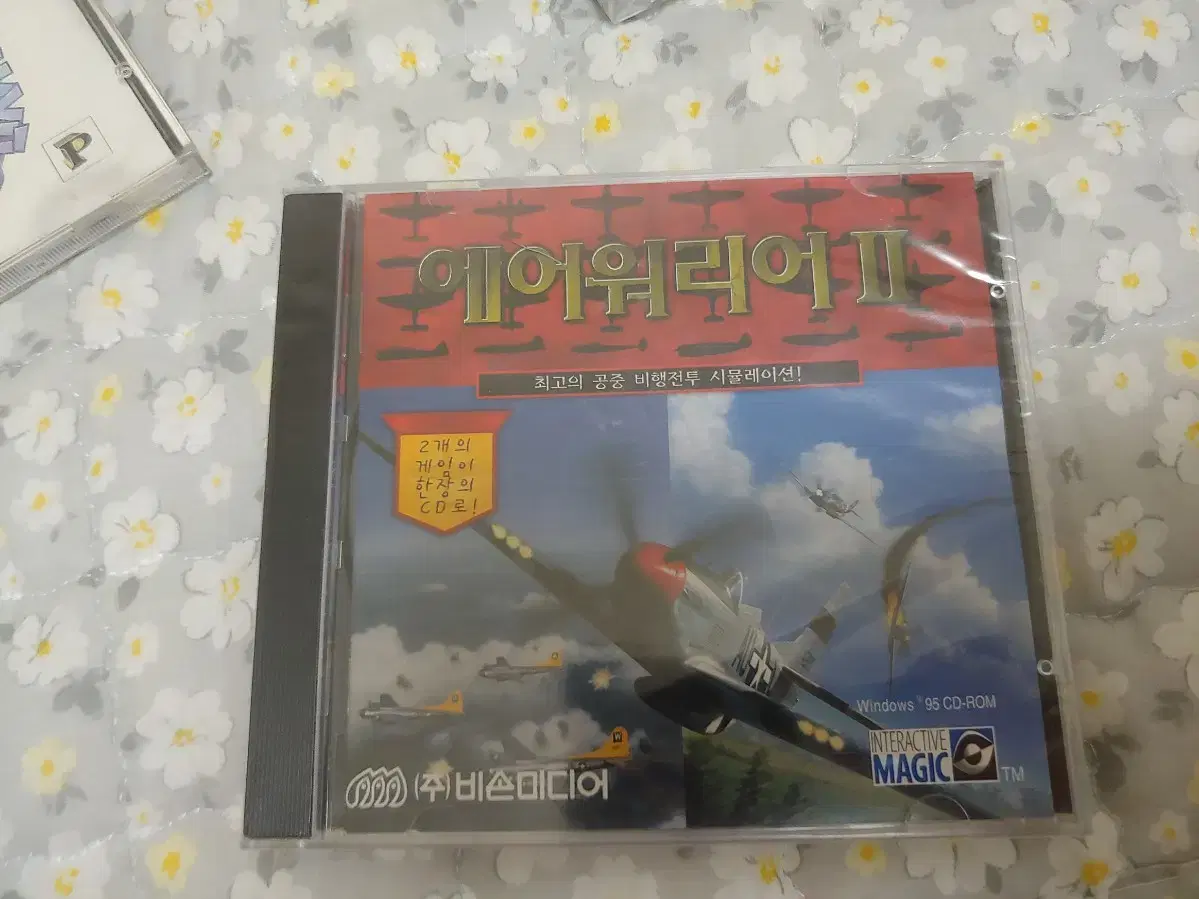 에어워리어 II
최고의 공중 비행전투 시뮬레이션!
2개의
게임이
한장의
CD로!
Windows® 95 CD-ROM
INTERACTIVE
MAGIC TM
(주)비손미디어
P
W